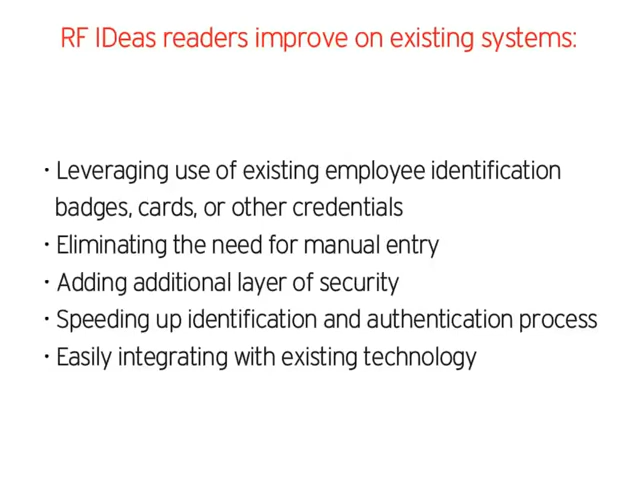 RF IDeas readers improve on existing systems:
· Leveraging use of existing employee identification
badges, cards, or other credentials
· Eliminating the need for manual entry
· Adding additional layer of security
· Speeding up identification and authentication process
· Easily integrating with existing technology